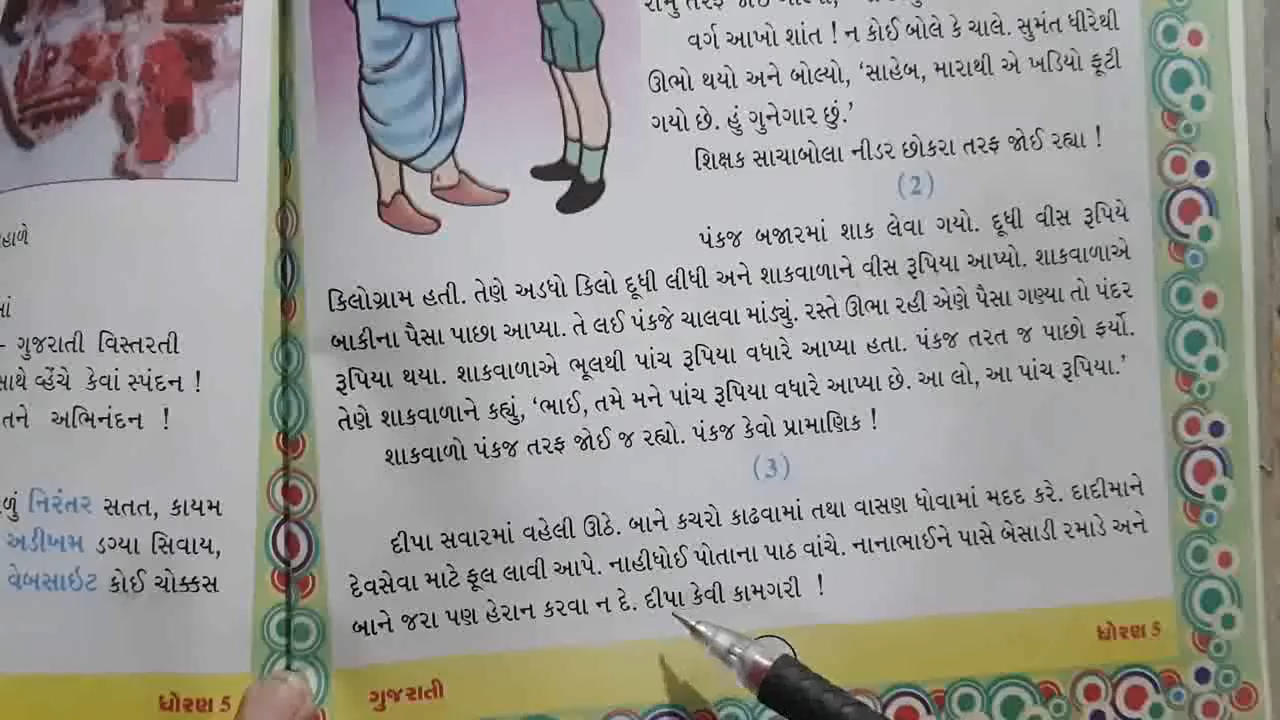 હાળે
- ગુજરાતી વિસ્તરતી
સાથે વ્હેંચે કેવાં સ્પંદન !
તને અભિનંદન !
નિરંતર સતત, કાયમ
અડીખમ ડગ્યા સિવાય,
વેબસાઇટ કોઈ ચોક્કસ
ધોરણ 5
વર્ગ આખો શાંત ! ન કોઈ બોલે કે ચાલે. સુમંત ધીરેથી
ઊભો થયો અને બોલ્યો, ‘સાહેબ, મારાથી એ ખડિયો ફૂટી
ગયો છે. હું ગુનેગાર છું.’
શિક્ષક સાચાબોલા નીડર છોકરા તરફ જોઈ રહ્યા !
(2)
પંકજ બજારમાં શાક લેવા ગયો. દૂધી વીસ રૂપિયે
કિલોગ્રામ હતી. તેણે અડધો કિલો દૂધી લીધી અને શાકવાળાને વીસ રૂપિયા આપ્યો. શાકવાળાએ
બાકીના પૈસા પાછા આપ્યા. તે લઈ પંકજે ચાલવા માંડ્યું. રસ્તે ઊભા રહી એણે પૈસા ગણ્યા તો પંદર
રૂપિયા થયા. શાકવાળાએ ભૂલથી પાંચ રૂપિયા વધારે આપ્યા હતા. પંકજ તરત જ પાછો ફર્યો.
તેણે શાકવાળાને કહ્યું, ‘ભાઈ, તમે મને પાંચ રૂપિયા વધારે આપ્યા છે. આ લો, આ પાંચ રૂપિયા.’
શાકવાળો પંકજ તરફ જોઈ જ રહ્યો. પંકજ કેવો પ્રામાણિક !
(3)
દીપા સવારમાં વહેલી ઊઠે. બાને કચરો કાઢવામાં તથા વાસણ ધોવામાં મદદ કરે. દાદીમાને
દેવસેવા માટે ફૂલ લાવી આપે. નાહીધોઈ પોતાના પાઠ વાંચે. નાનાભાઈને પાસે બેસાડી રમાડે અને
બાને જરા પણ હેરાન કરવા ન દે. દીપા કેવી કામગરી !
ગુજરાતી
ધોરણ 5